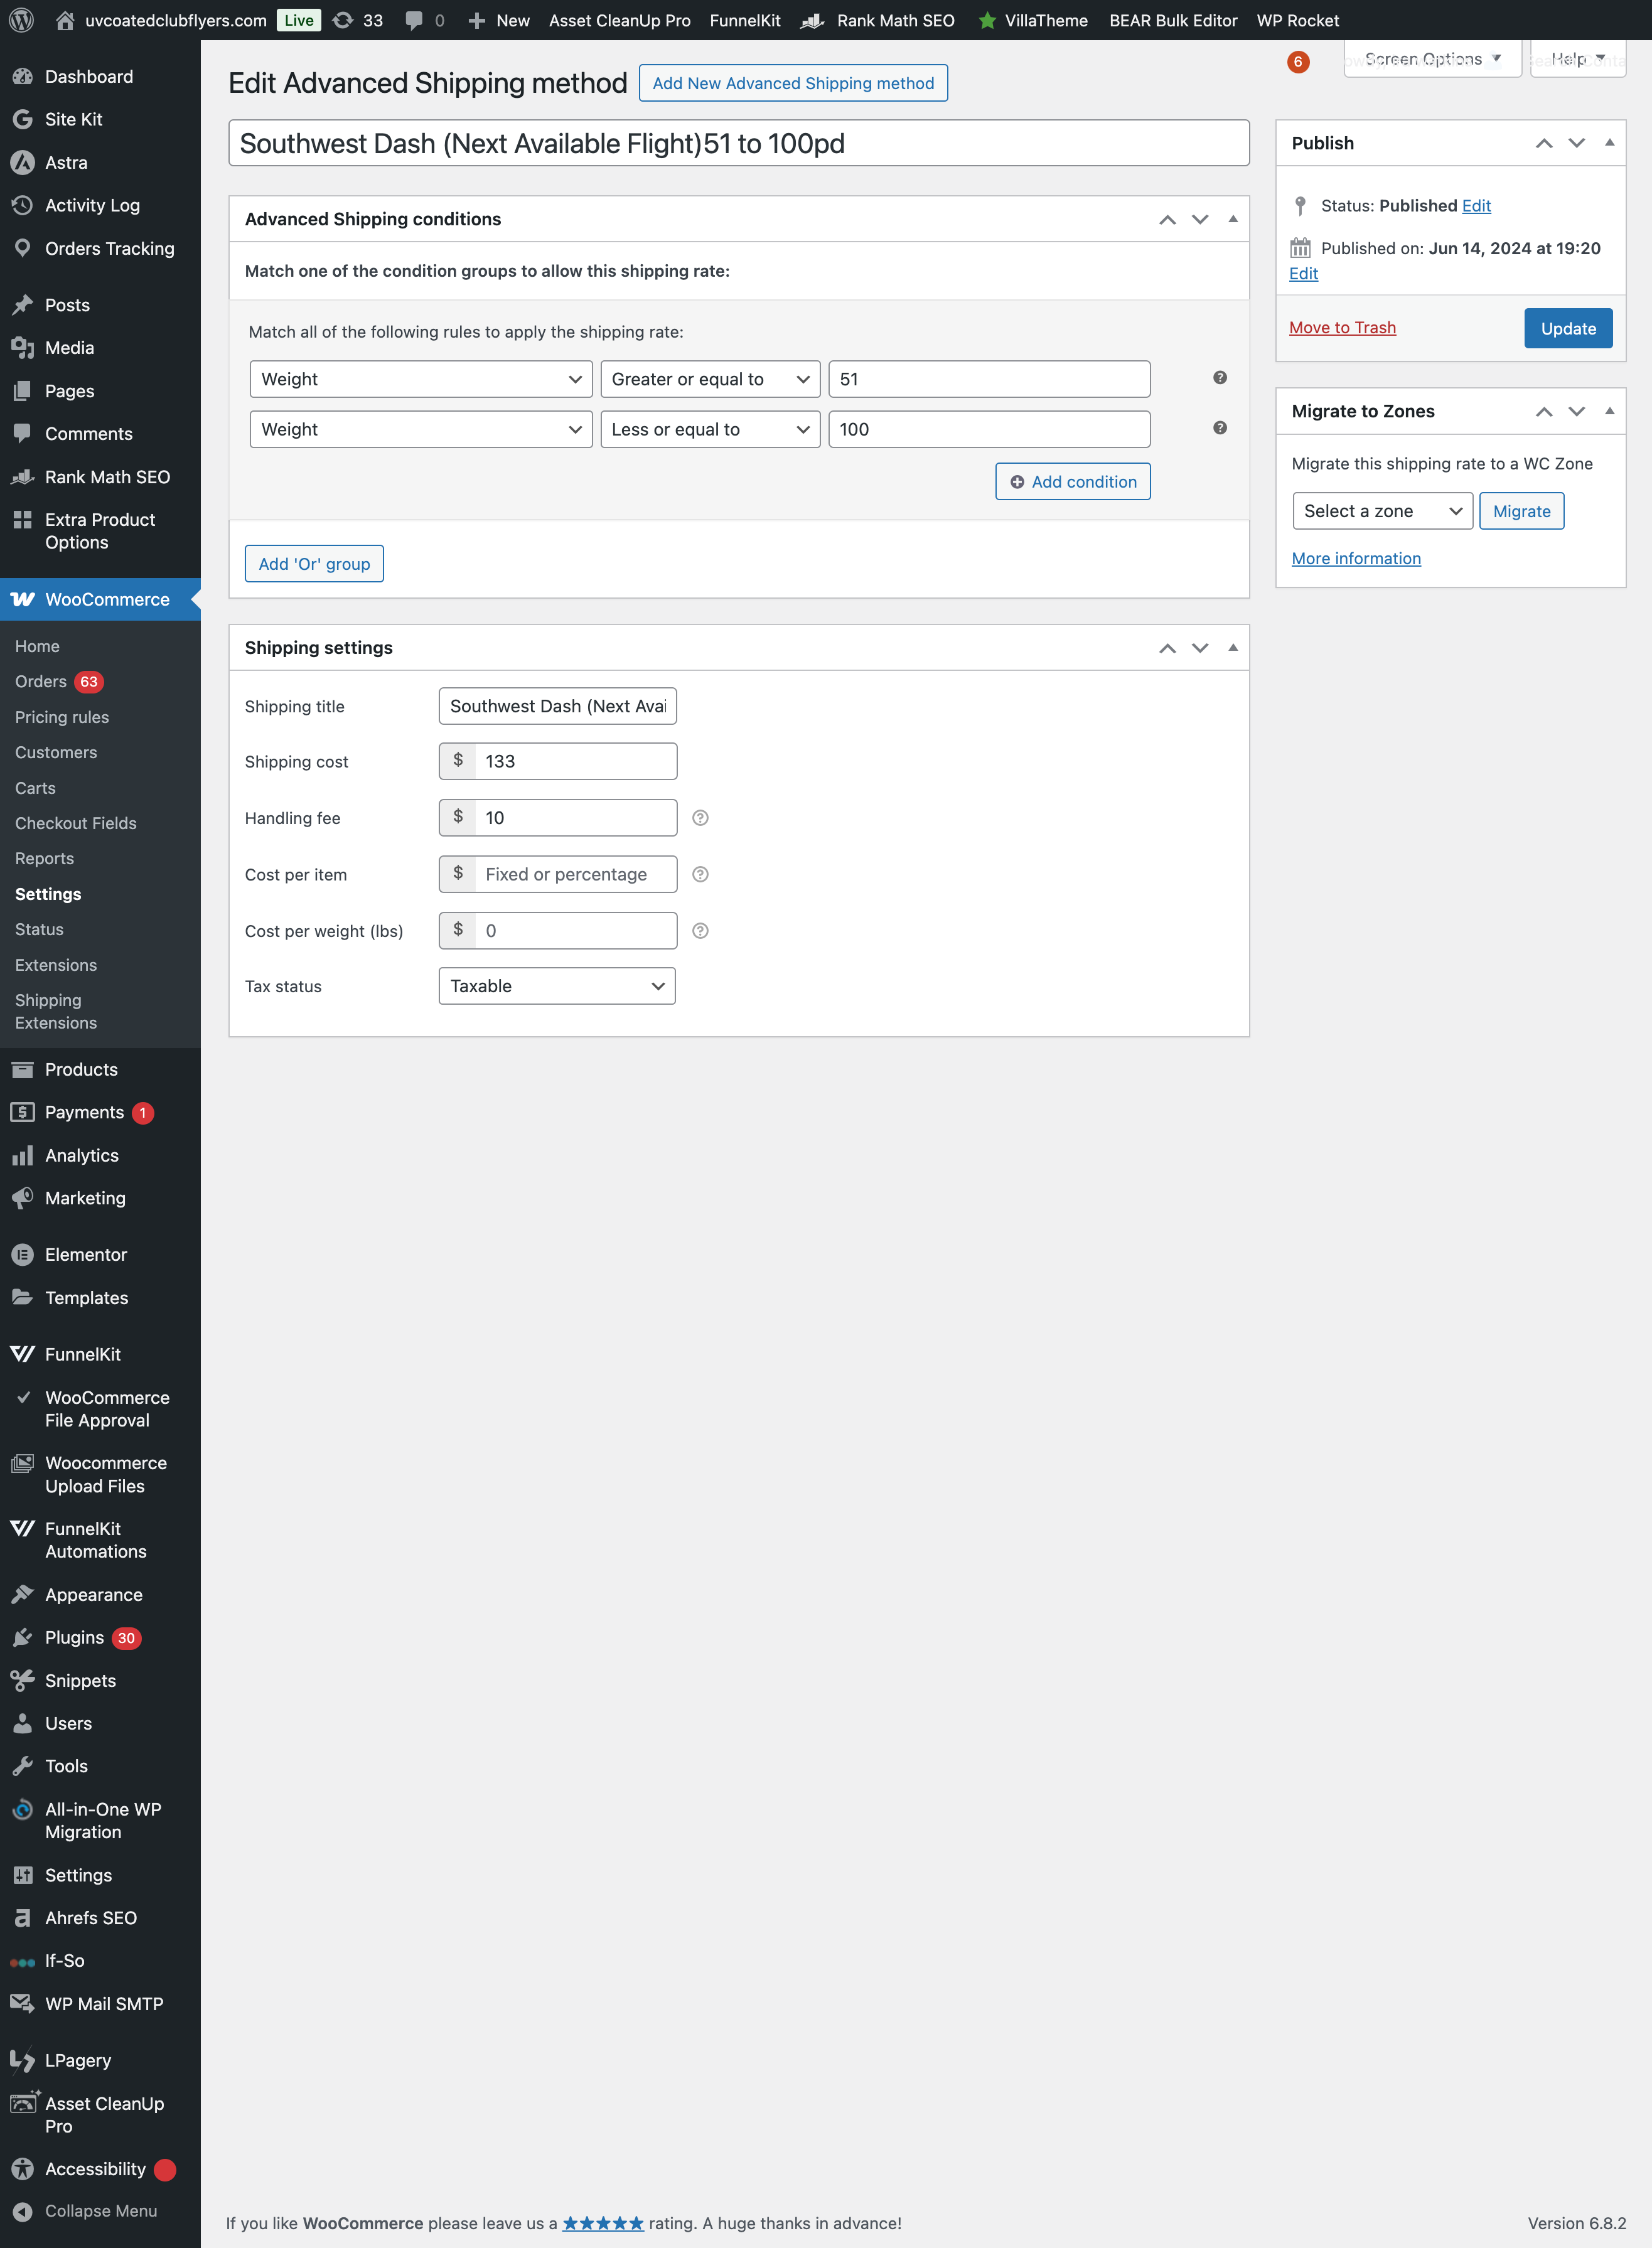 uvcoatedclubflyers.com Live 33 0 New Asset CleanUp Pro FunnelKit Rank Math SEO VillaTheme BEAR Bulk Editor WP Rocket
Dashboard
Site Kit
Astra
Activity Log
Orders Tracking
Posts
Media
Pages
Comments
Rank Math SEO
Extra Product
Options
WooCommerce
Home
Orders 63
Pricing rules
Customers
Carts
Checkout Fields
Reports
Settings
Status
Extensions
Shipping
Extensions
Products
Payments 1
Analytics
Marketing
Elementor
Templates
FunnelKit
WooCommerce
File Approval
Woocommerce
Upload Files
FunnelKit
Automations
Appearance
Plugins 30
Snippets
Users
Tools
All-in-One WP
Migration
Settings
Ahrefs SEO
If-So
WP Mail SMTP
LPagery
Asset CleanUp
Pro
Accessibility
Collapse Menu
6 Screen Options Help
Edit Advanced Shipping method Add New Advanced Shipping method
Southwest Dash (Next Available Flight)51 to 100pd
Advanced Shipping conditions
Match one of the condition groups to allow this shipping rate:
Match all of the following rules to apply the shipping rate:
Weight Greater or equal to 51
Weight Less or equal to 100
Add condition
Add 'Or' group
Shipping settings
Shipping title Southwest Dash (Next Avai
Shipping cost $ 133
Handling fee $ 10
Cost per item $ Fixed or percentage
Cost per weight (lbs) $ 0
Tax status Taxable
Publish
Status: Published Edit
Published on: Jun 14, 2024 at 19:20
Edit
Move to Trash Update
Migrate to Zones
Migrate this shipping rate to a WC Zone
Select a zone Migrate
More information
If you like WooCommerce please leave us a ★★★★★ rating. A huge thanks in advance!
Version 6.8.2